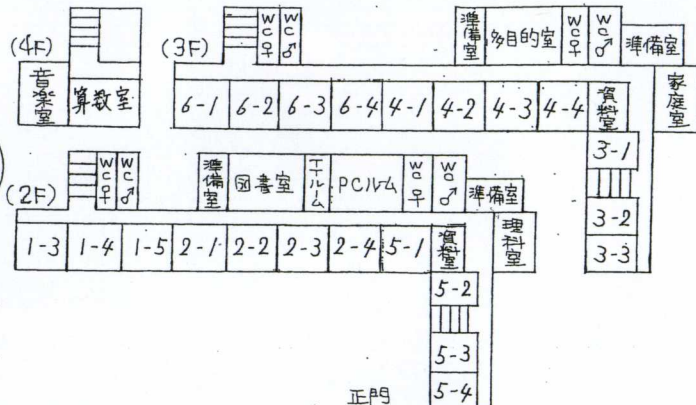 (4F)
音楽室
算数室
(3F)
WC♀
WC♂
準備室
多目的室
WC♀
WC♂
準備室
6-1 6-2 6-3 6-4 4-1 4-2 4-3 4-4 資料室 家庭室
3-1
3-2
3-3
(2F)
WC♀
WC♂
準備室
図書室
TTルーム
PCルーム
WC♀
WC♂
準備室
1-3 1-4 1-5 2-1 2-2 2-3 2-4 5-1 資料室 理科室
5-2
5-3
5-4
正門